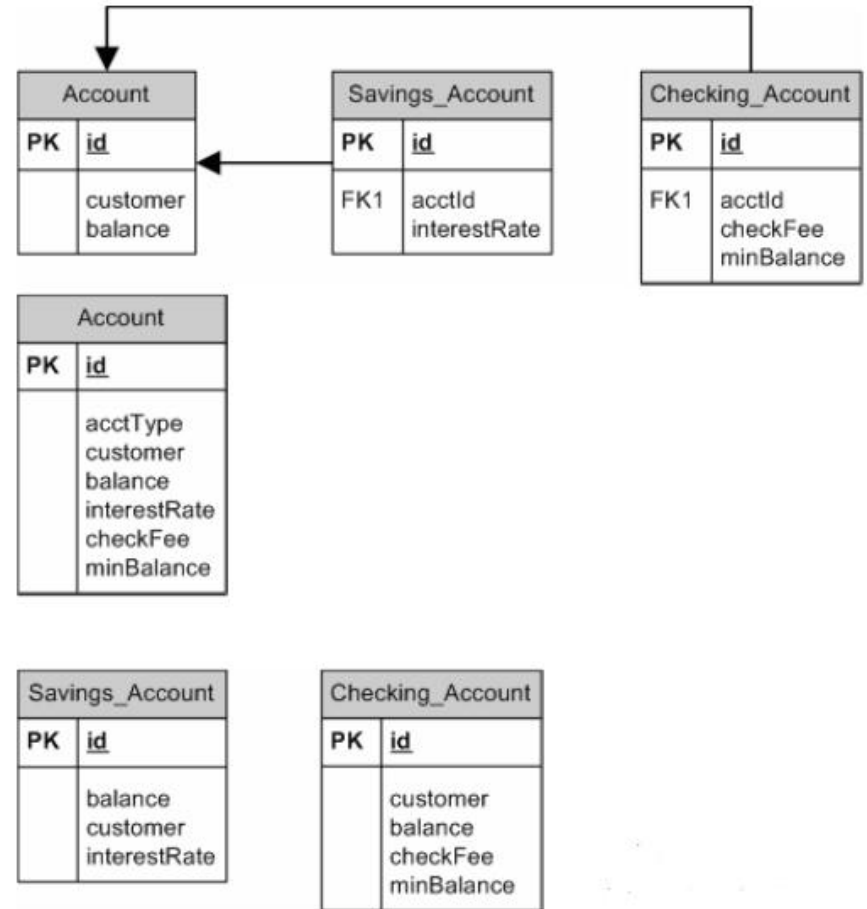 Account
PK id
customer
balance
Savings_Account
PK id
FK1 acctId
interestRate
Checking_Account
PK id
FK1 acctId
checkFee
minBalance
Account
PK id
acctType
customer
balance
interestRate
checkFee
minBalance
Savings_Account
PK id
balance
customer
interestRate
Checking_Account
PK id
customer
balance
checkFee
minBalance